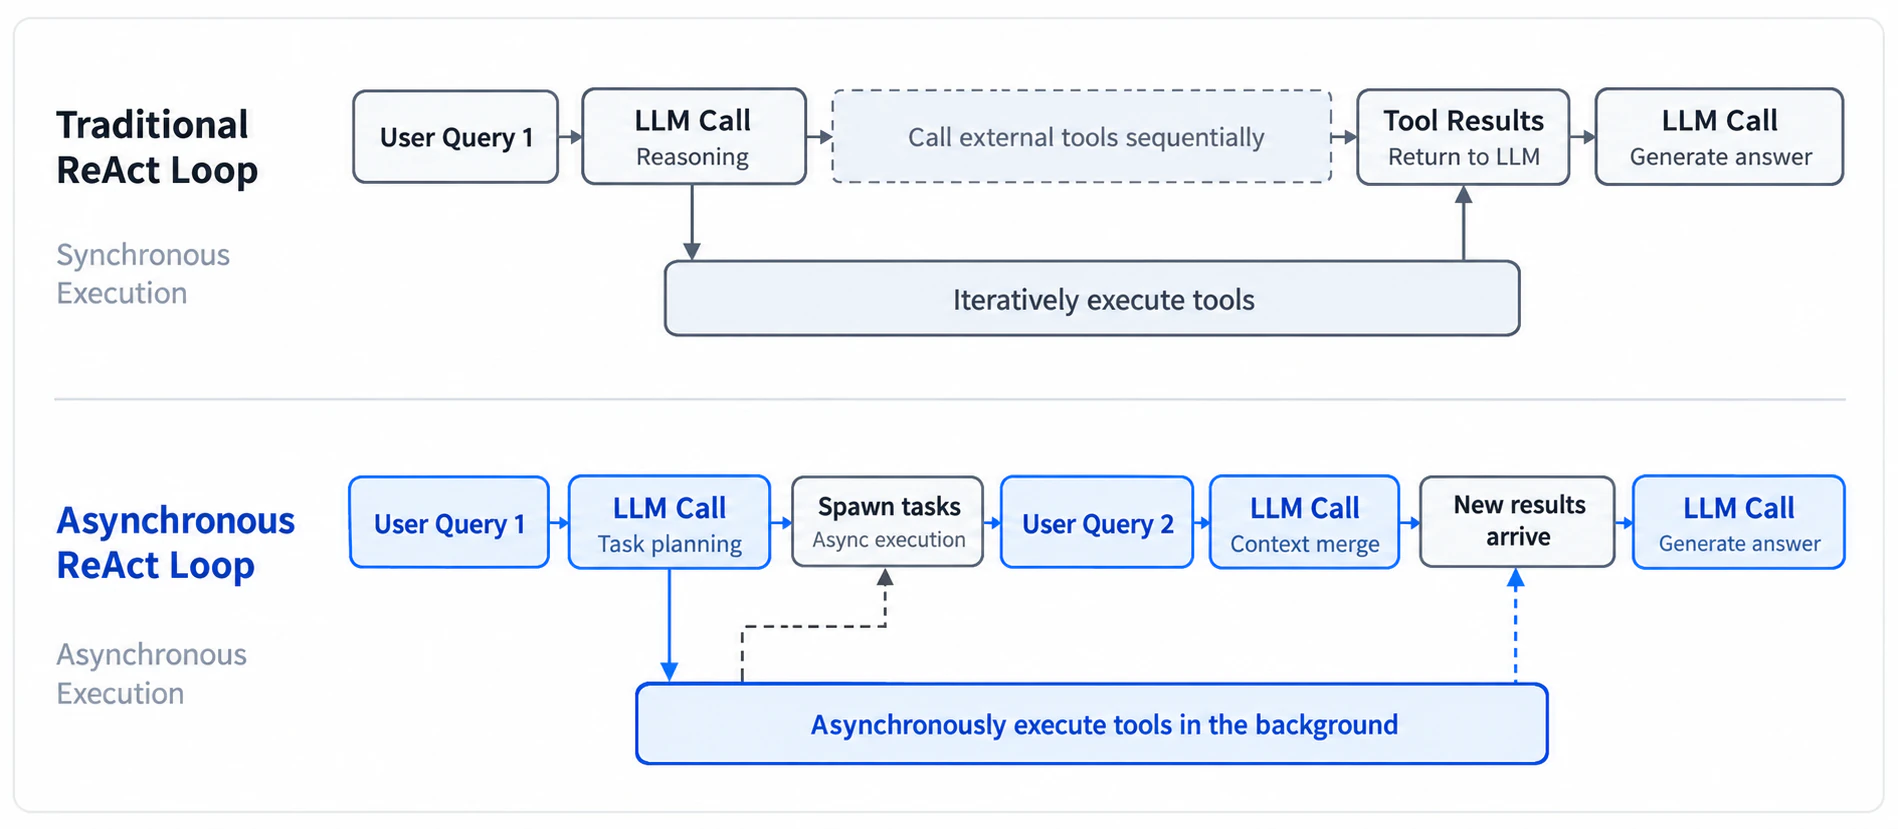 Traditional
ReAct Loop
Synchronous
Execution
User Query 1
LLM Call
Reasoning
Call external tools sequentially
Tool Results
Return to LLM
LLM Call
Generate answer
Iteratively execute tools
Asynchronous
ReAct Loop
Asynchronous
Execution
User Query 1
LLM Call
Task planning
Spawn tasks
Async execution
User Query 2
LLM Call
Context merge
New results
arrive
LLM Call
Generate answer
Asynchronously execute tools in the background